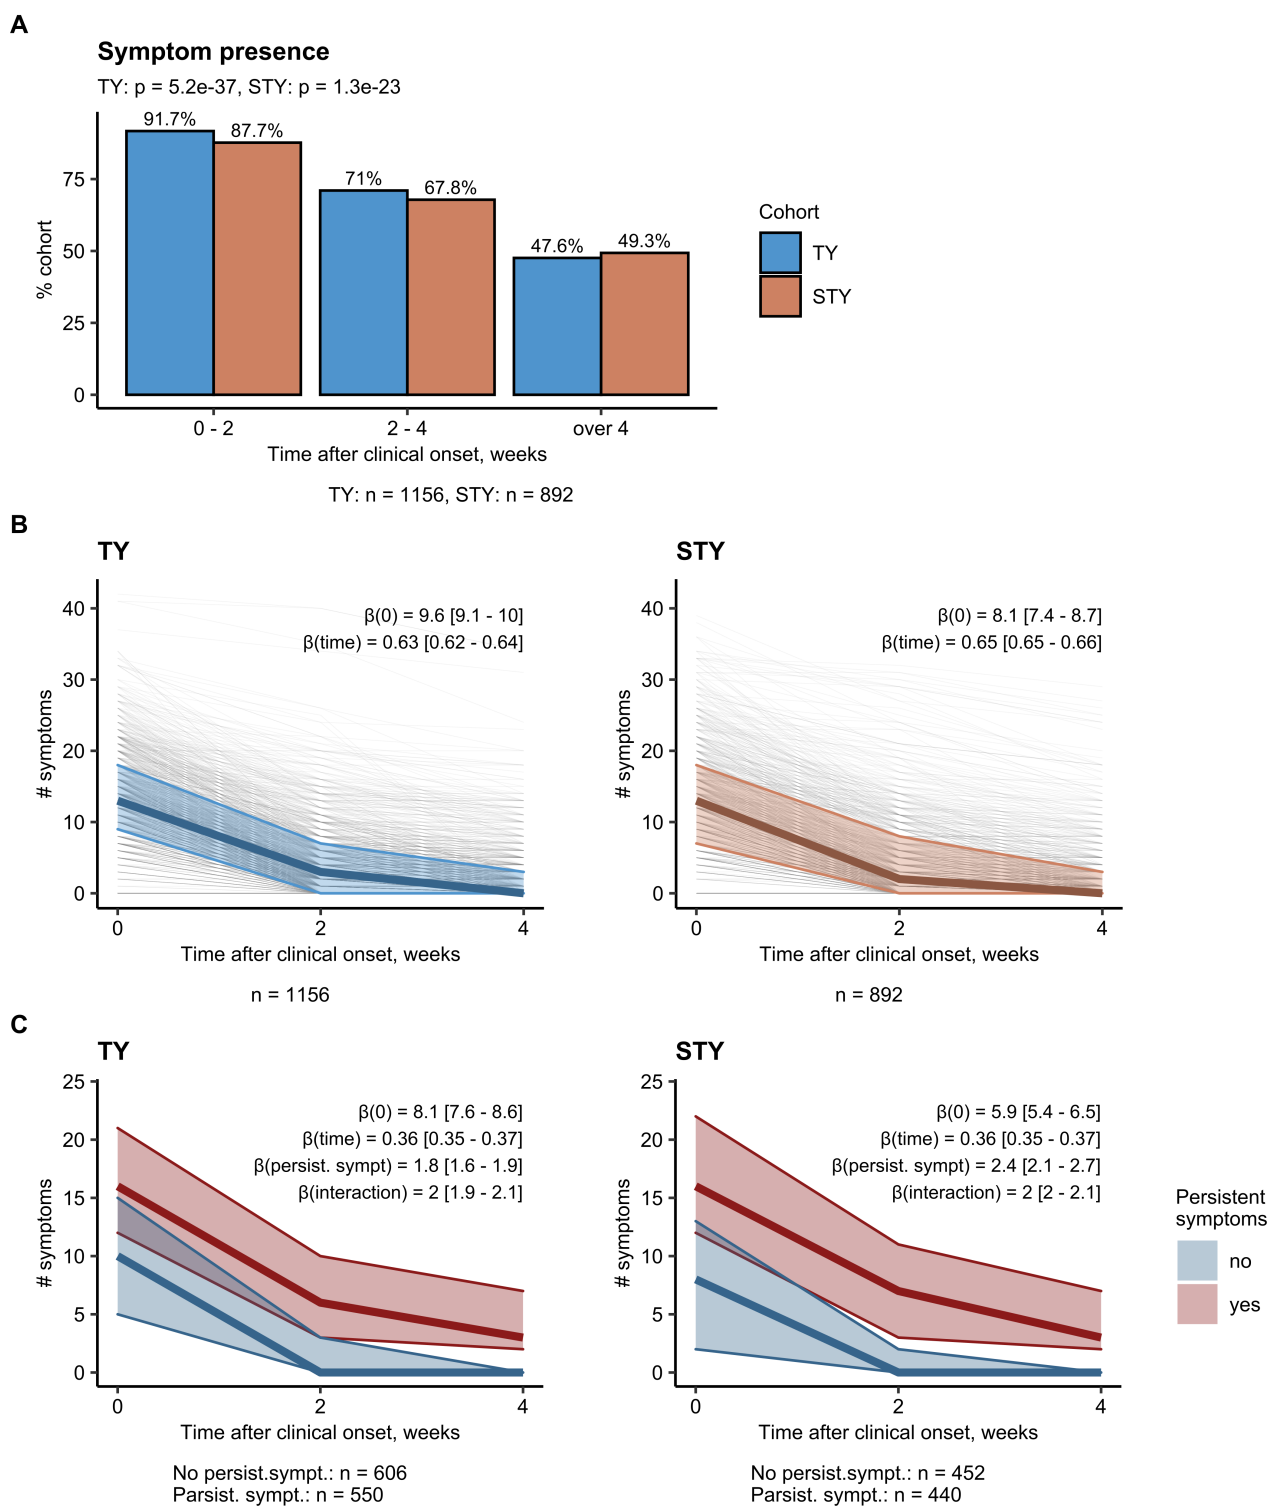 A
Symptom presence
TY: p = 5.2e-37, STY: p = 1.3e-23
91.7%
87.7%
71%
67.8%
47.6%
49.3%
75
50
25
0
% cohort
0 - 2
2 - 4
over 4
Time after clinical onset, weeks
TY: n = 1156, STY: n = 892
Cohort
TY
STY
B
TY
β(0) = 9.6 [9.1 - 10]
β(time) = 0.63 [0.62 - 0.64]
40
30
20
10
0
# symptoms
0
2
4
Time after clinical onset, weeks
n = 1156
STY
β(0) = 8.1 [7.4 - 8.7]
β(time) = 0.65 [0.65 - 0.66]
40
30
20
10
0
# symptoms
0
2
4
Time after clinical onset, weeks
n = 892
C
TY
β(0) = 8.1 [7.6 - 8.6]
β(time) = 0.36 [0.35 - 0.37]
β(persist. sympt) = 1.8 [1.6 - 1.9]
β(interaction) = 2 [1.9 - 2.1]
25
20
15
10
5
0
# symptoms
0
2
4
Time after clinical onset, weeks
No persist.sympt.: n = 606
Parsist. sympt.: n = 550
STY
β(0) = 5.9 [5.4 - 6.5]
β(time) = 0.36 [0.35 - 0.37]
β(persist. sympt) = 2.4 [2.1 - 2.7]
β(interaction) = 2 [2 - 2.1]
25
20
15
10
5
0
# symptoms
0
2
4
Time after clinical onset, weeks
No persist.sympt.: n = 452
Parsist. sympt.: n = 440
Persistent
symptoms
no
yes